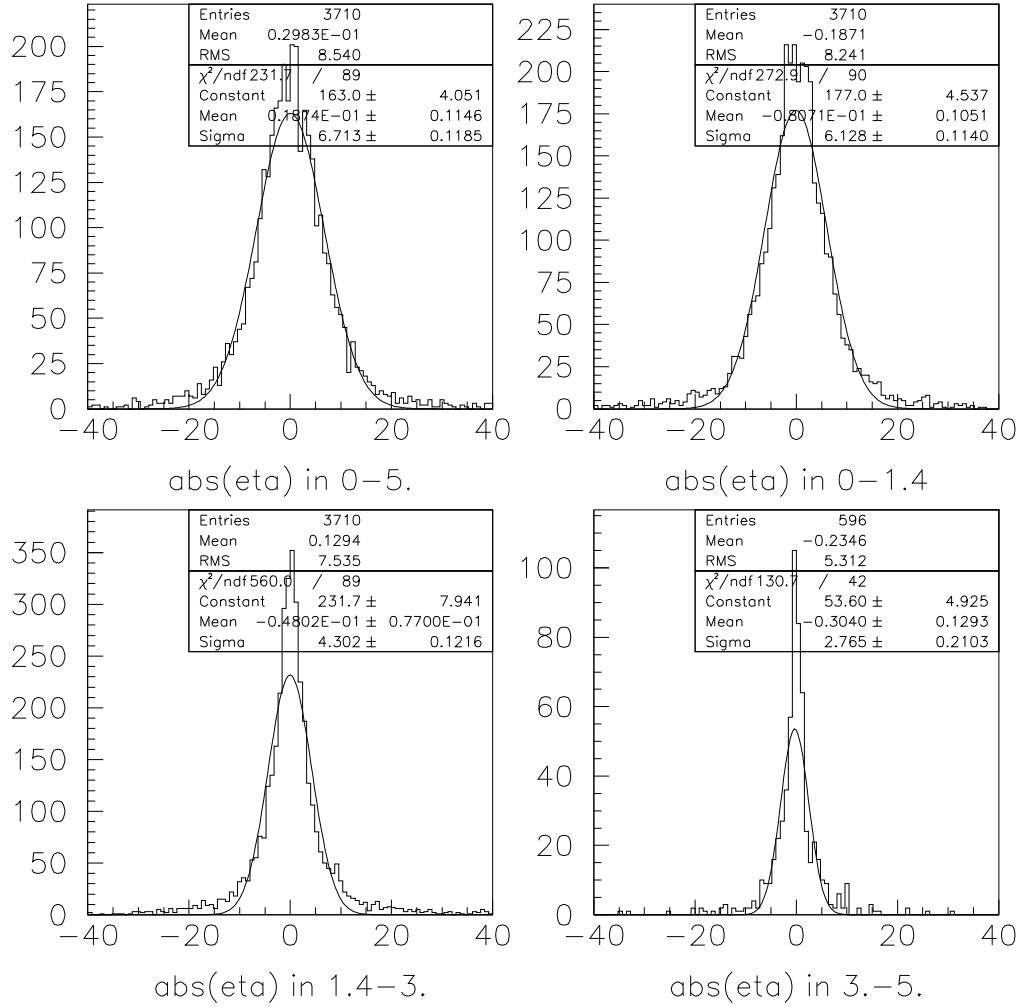 Entries 3710
Mean 0.2983E−01
RMS 8.540
χ²/ndf 231.7 / 89
Constant 163.0 ± 4.051
Mean 0.1874E−01 ± 0.1146
Sigma 6.713 ± 0.1185
200
175
150
125
100
75
50
25
0
−40 −20 0 20 40
abs(eta) in 0−5.
Entries 3710
Mean −0.1871
RMS 8.241
χ²/ndf 272.9 / 90
Constant 177.0 ± 4.537
Mean −0.8071E−01 ± 0.1051
Sigma 6.128 ± 0.1140
225
200
175
150
125
100
75
50
25
0
−40 −20 0 20 40
abs(eta) in 0−1.4
Entries 3710
Mean 0.1294
RMS 7.535
χ²/ndf 560.0 / 89
Constant 231.7 ± 7.941
Mean −0.4802E−01 ± 0.7700E−01
Sigma 4.302 ± 0.1216
350
300
250
200
150
100
50
0
−40 −20 0 20 40
abs(eta) in 1.4−3.
Entries 596
Mean −0.2346
RMS 5.312
χ²/ndf 130.7 / 42
Constant 53.60 ± 4.925
Mean −0.3040 ± 0.1293
Sigma 2.765 ± 0.2103
100
80
60
40
20
0
−40 −20 0 20 40
abs(eta) in 3.−5.